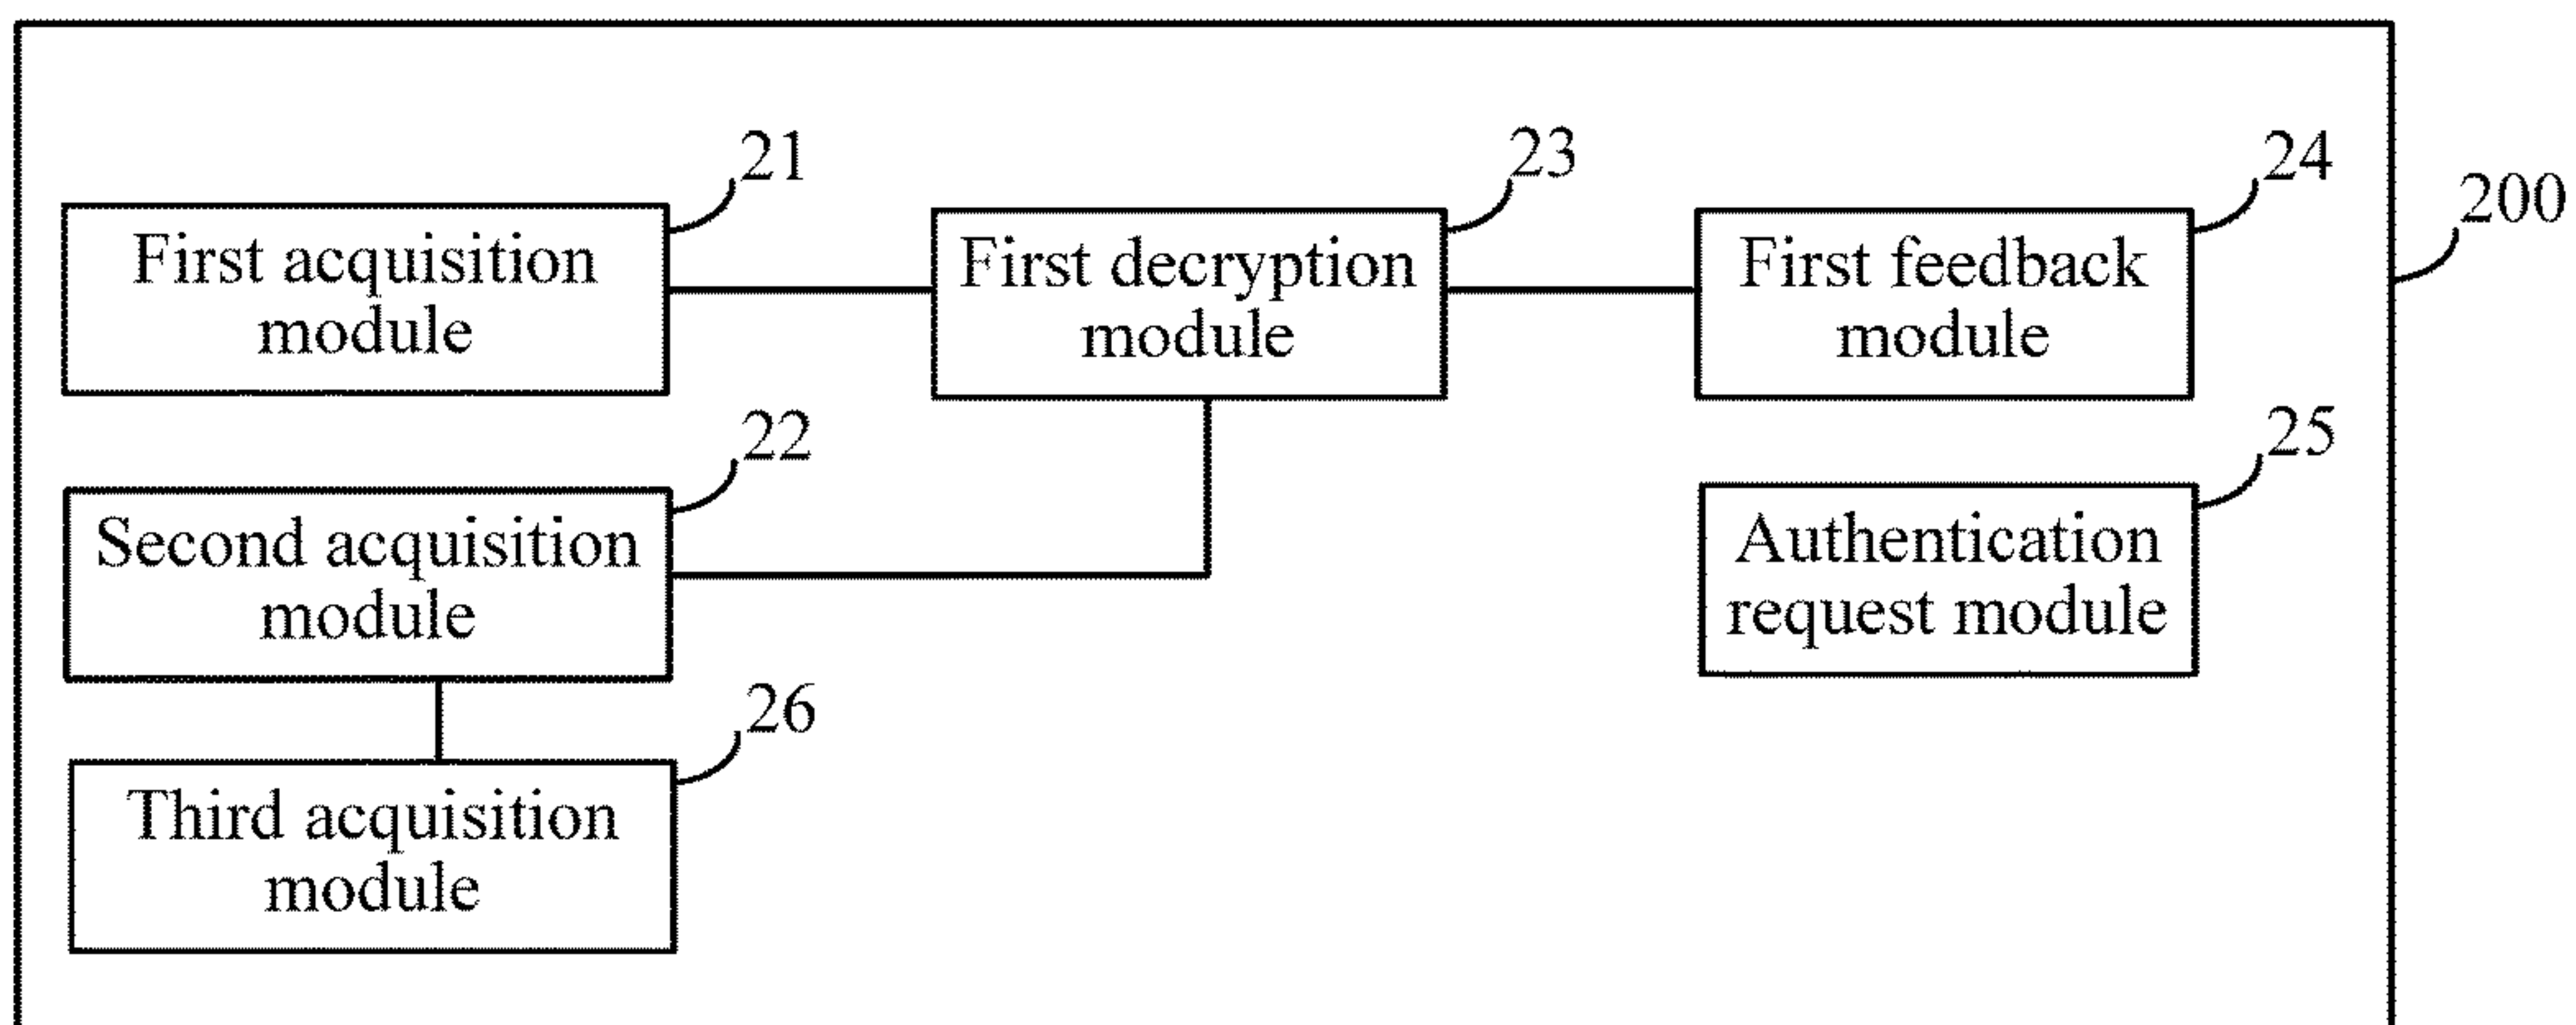 21
23
24
200
First acquisition
module
First decryption
module
First feedback
module
22
25
Second acquisition
module
Authentication
request module
26
Third acquisition
module